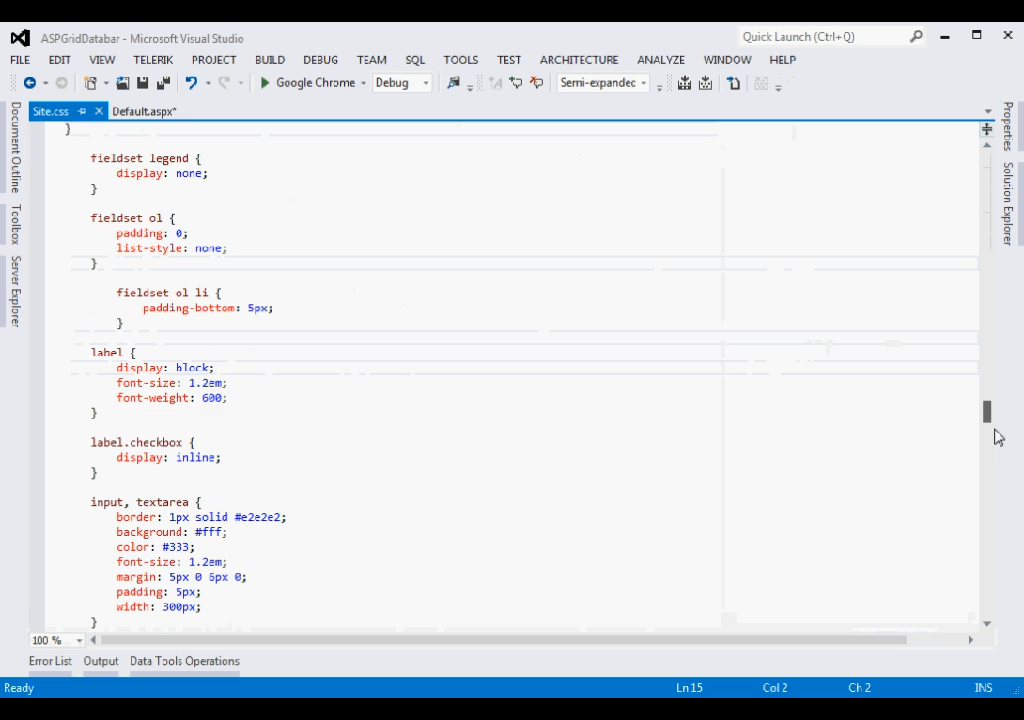 ASPGridDatabar - Microsoft Visual Studio
Quick Launch (Ctrl+Q)
FILE EDIT VIEW TELERIK PROJECT BUILD DEBUG TEAM SQL TOOLS TEST ARCHITECTURE ANALYZE WINDOW HELP
Google Chrome Debug Semi-expanded
Site.css Default.aspx*
Document Outline
Toolbox
Server Explorer
Properties
Solution Explorer
}
fieldset legend {
display: none;
}
fieldset ol {
padding: 0;
list-style: none;
}
fieldset ol li {
padding-bottom: 5px;
}
label {
display: block;
font-size: 1.2em;
font-weight: 600;
}
label.checkbox {
display: inline;
}
input, textarea {
border: 1px solid #e2e2e2;
background: #fff;
color: #333;
font-size: 1.2em;
margin: 5px 0 6px 0;
padding: 5px;
width: 300px;
}
100 %
Error List Output Data Tools Operations
Ready Ln 15 Col 2 Ch 2 INS